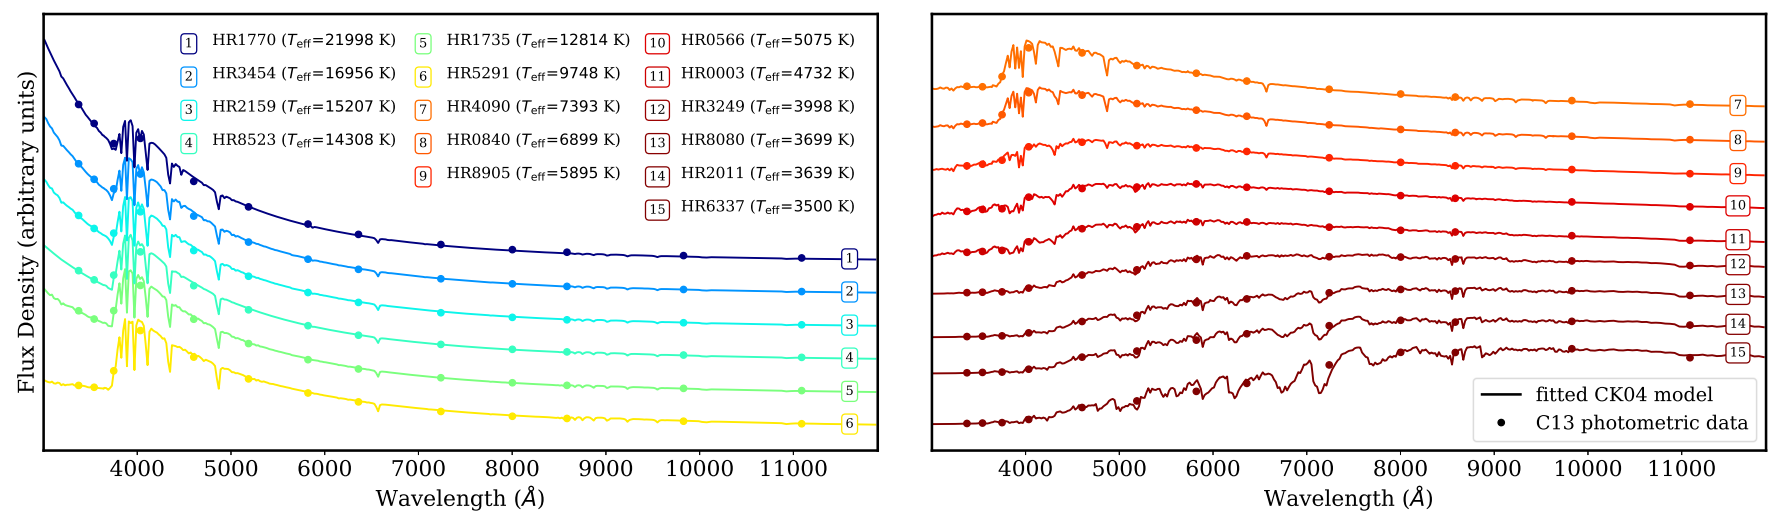 Flux Density (arbitrary units)
1 HR1770 (Teff=21998 K)
2 HR3454 (Teff=16956 K)
3 HR2159 (Teff=15207 K)
4 HR8523 (Teff=14308 K)
5 HR1735 (Teff=12814 K)
6 HR5291 (Teff=9748 K)
7 HR4090 (Teff=7393 K)
8 HR0840 (Teff=6899 K)
9 HR8905 (Teff=5895 K)
10 HR0566 (Teff=5075 K)
11 HR0003 (Teff=4732 K)
12 HR3249 (Teff=3998 K)
13 HR8080 (Teff=3699 K)
14 HR2011 (Teff=3639 K)
15 HR6337 (Teff=3500 K)
1
2
3
4
5
6
4000 5000 6000 7000 8000 9000 10000 11000
Wavelength (Å)
7
8
9
10
11
12
13
14
15
fitted CK04 model
C13 photometric data
4000 5000 6000 7000 8000 9000 10000 11000
Wavelength (Å)